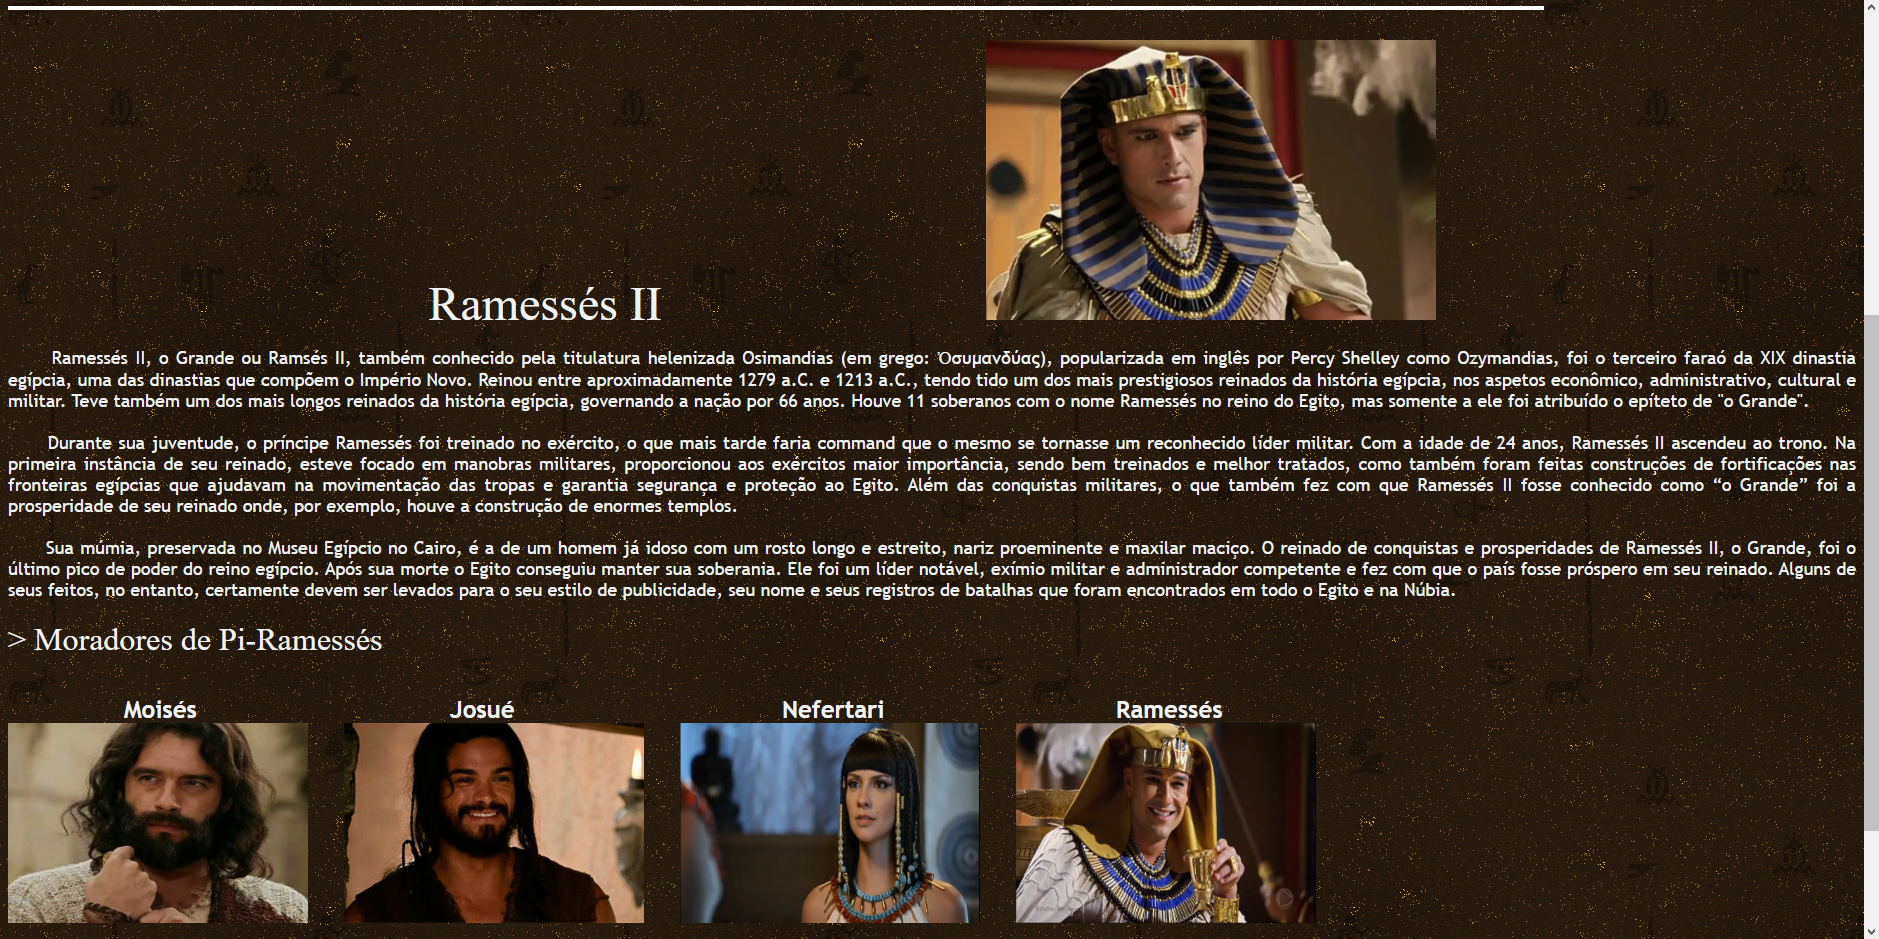 Ramessés II
Ramessés II, o Grande ou Ramsés II, também conhecido pela titulatura helenizada Osimandias (em grego: Ὀσυμανδύας), popularizada em inglês por Percy Shelley como Ozymandias, foi o terceiro faraó da XIX dinastia
egípcia, uma das dinastias que compõem o Império Novo. Reinou entre aproximadamente 1279 a.C. e 1213 a.C., tendo tido um dos mais prestigiosos reinados da história egípcia, nos aspetos econômico, administrativo, cultural e
militar. Teve também um dos mais longos reinados da história egípcia, governando a nação por 66 anos. Houve 11 soberanos com o nome Ramessés no reino do Egito, mas somente a ele foi atribuído o epíteto de "o Grande".
Durante sua juventude, o príncipe Ramessés foi treinado no exército, o que mais tarde faria command que o mesmo se tornasse um reconhecido líder militar. Com a idade de 24 anos, Ramessés II ascendeu ao trono. Na
primeira instância de seu reinado, esteve focado em manobras militares, proporcionou aos exércitos maior importância, sendo bem treinados e melhor tratados, como também foram feitas construções de fortificações nas
fronteiras egípcias que ajudavam na movimentação das tropas e garantia segurança e proteção ao Egito. Além das conquistas militares, o que também fez com que Ramessés II fosse conhecido como “o Grande” foi a
prosperidade de seu reinado onde, por exemplo, houve a construção de enormes templos.
Sua múmia, preservada no Museu Egípcio no Cairo, é a de um homem já idoso com um rosto longo e estreito, nariz proeminente e maxilar maciço. O reinado de conquistas e prosperidades de Ramessés II, o Grande, foi o
último pico de poder do reino egípcio. Após sua morte o Egito conseguiu manter sua soberania. Ele foi um líder notável, exímio militar e administrador competente e fez com que o país fosse próspero em seu reinado. Alguns de
seus feitos, no entanto, certamente devem ser levados para o seu estilo de publicidade, seu nome e seus registros de batalhas que foram encontrados em todo o Egito e na Núbia.
> Moradores de Pi-Ramessés
Moisés
Josué
Nefertari
Ramessés